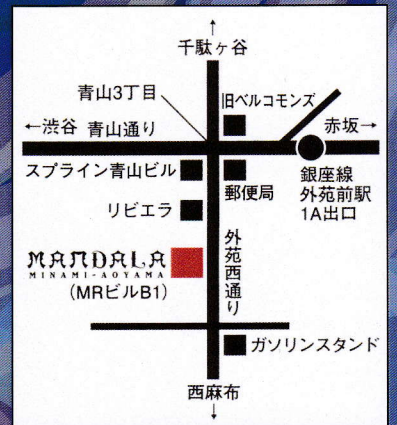 ↑
千駄ヶ谷
青山3丁目
旧ベルコモンズ
←渋谷 青山通り
赤坂→
スプライン青山ビル
郵便局
銀座線
外苑前駅
1A出口
リビエラ
外苑西通り
MANDALA
MINAMI-AOYAMA
(MRビルB1)
ガソリンスタンド
西麻布
↓